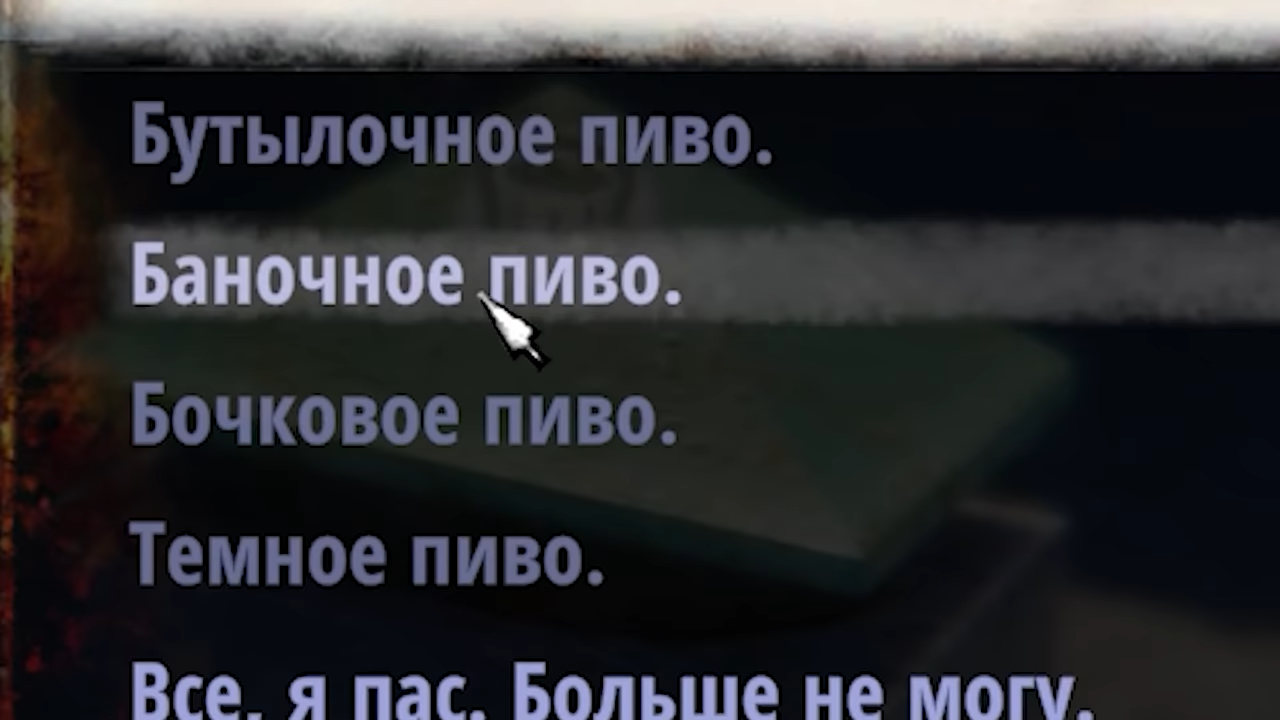 Бутылочное пиво.
Баночное пиво.
Бочковое пиво.
Темное пиво.
Все, я пас. Больше не могу.